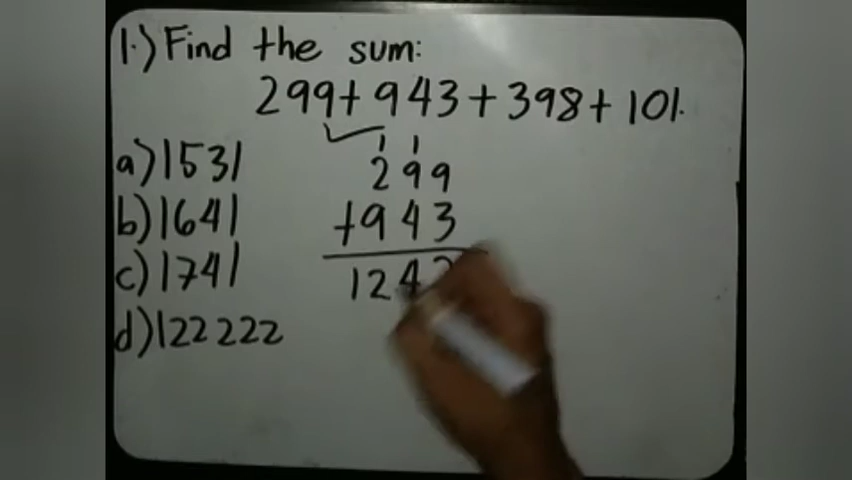 1.) Find the sum:
299+ 943 + 398 + 101.
a) 1531
b) 1641
c) 1741
d) 122222
1 1
299
+943
124